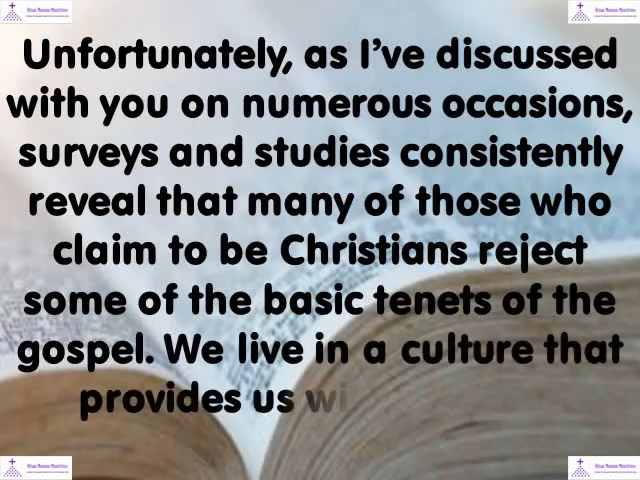 Unfortunately, as I've discussed
with you on numerous occasions,
surveys and studies consistently
reveal that many of those who
claim to be Christians reject
some of the basic tenets of the
gospel. We live in a culture that
provides us wi